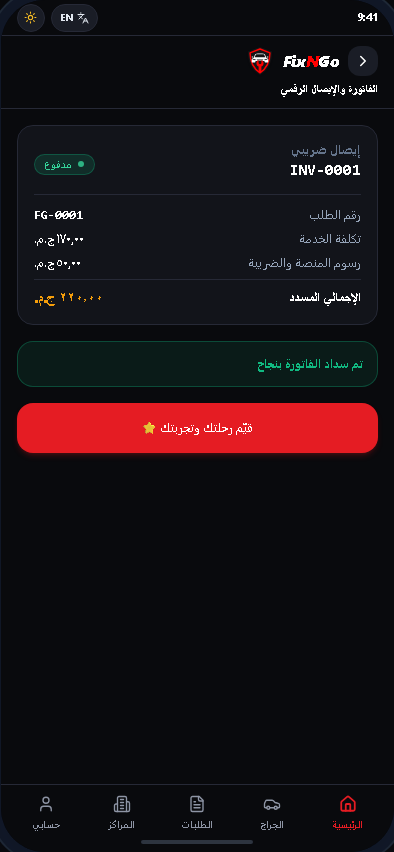 9:41
EN
FixNGo
الفاتورة والإيصال الرقمي
إيصال ضريبي
INV-0001
مدفوع
رقم الطلب FG-0001
تكلفة الخدمة ١٧٠٫٠٠ ج.م.
رسوم المنصة والضريبة ٥٠٫٠٠ ج.م.
الإجمالي المسدد ٢٢٠٫٠٠ ج.م.
تم سداد الفاتورة بنجاح
قيّم رحلتك وتجربتك ⭐
الرئيسية
الجراج
الطلبات
المراكز
حسابي